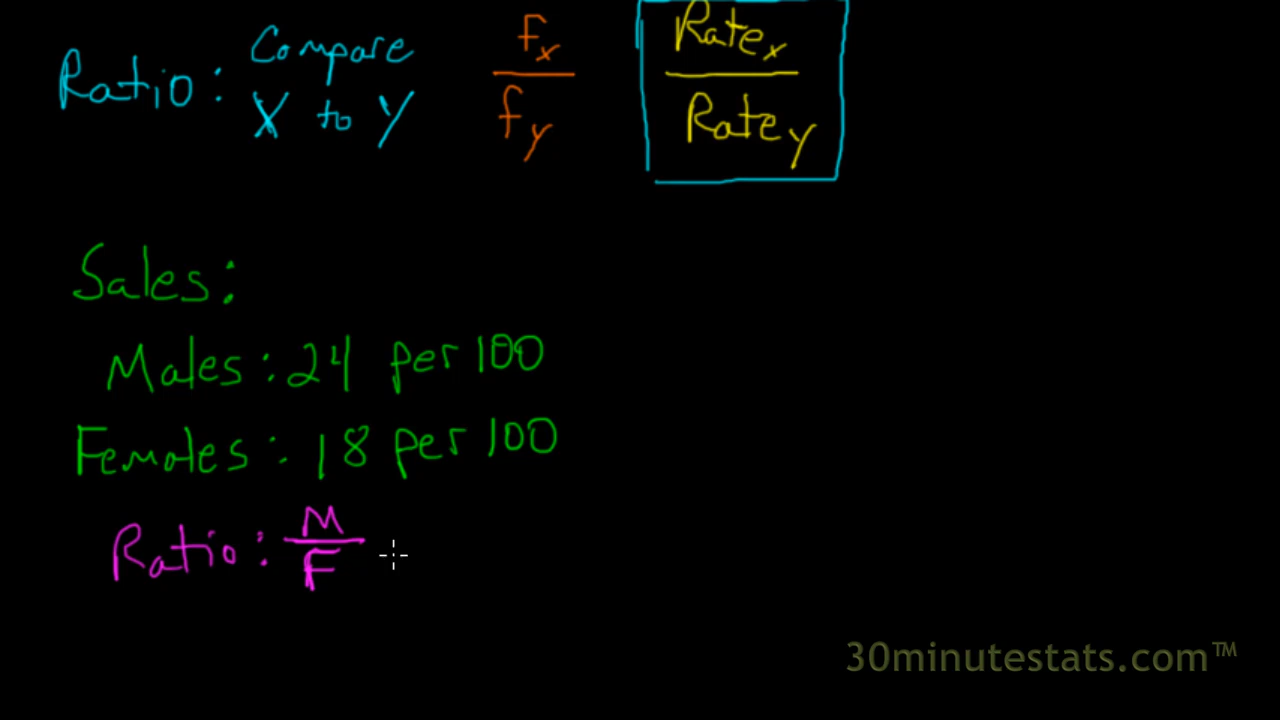 Ratio: Compare X to Y
fx
fy
Ratex
Ratey
Sales:
Males: 24 per 100
Females: 18 per 100
Ratio: M
F
30minutestats.com™